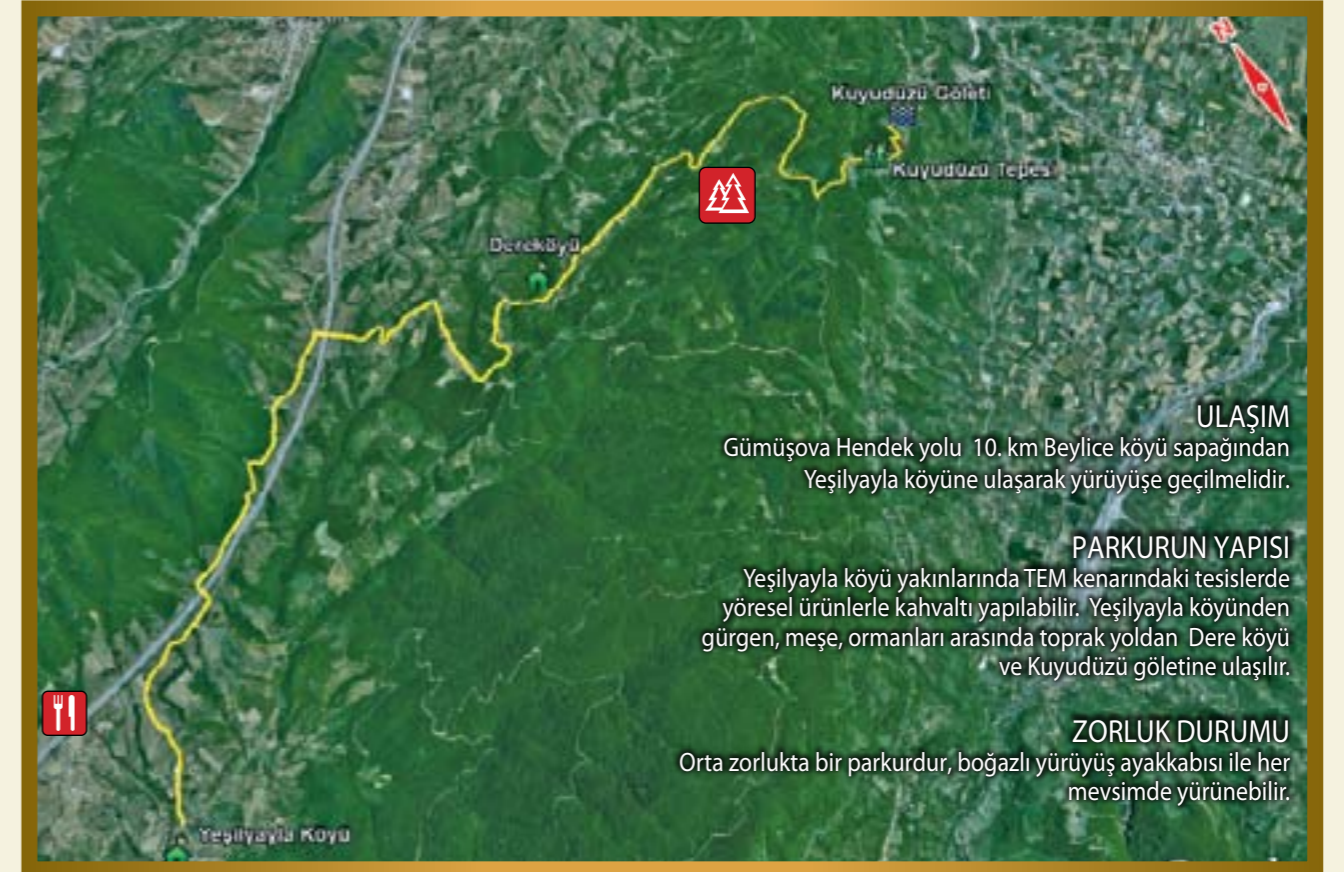 Kuyudüzü Göleti
Kuyudüzü Tepesi
Dereköyü
Yeşilyayla Köyü
ULAŞIM
Gümüşova Hendek yolu 10. km Beylice köyü sapağından
Yeşilyayla köyüne ulaşarak yürüyüşe geçilmelidir.
PARKURUN YAPISI
Yeşilyayla köyü yakınlarında TEM kenarındaki tesislerde
yöresel ürünlerle kahvaltı yapılabilir. Yeşilyayla köyünden
gürgen, meşe, ormanları arasında toprak yoldan Dere köyü
ve Kuyudüzü göletine ulaşılır.
ZORLUK DURUMU
Orta zorlukta bir parkurdur, boğazlı yürüyüş ayakkabısı ile her
mevsimde yürünebilir.